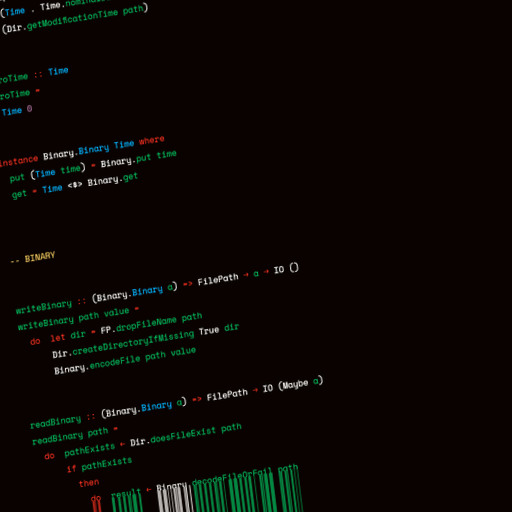 (Time . Time.
(Dir.getModificationTime path)
roTime :: Time
roTime =
Time 0
instance Binary.Binary Time where
put (Time time) = Binary.put time
get = Time <$> Binary.get
-- BINARY
writeBinary :: (Binary.Binary a) => FilePath -> a -> IO ()
writeBinary path value =
do let dir = FP.dropFileName path
Dir.createDirectoryIfMissing True dir
Binary.encodeFile path value
readBinary :: (Binary.Binary a) => FilePath -> IO (Maybe a)
readBinary path =
do pathExists <- Dir.doesFileExist path
if pathExists
then
do result <- Binary.decodeFileOrFail path